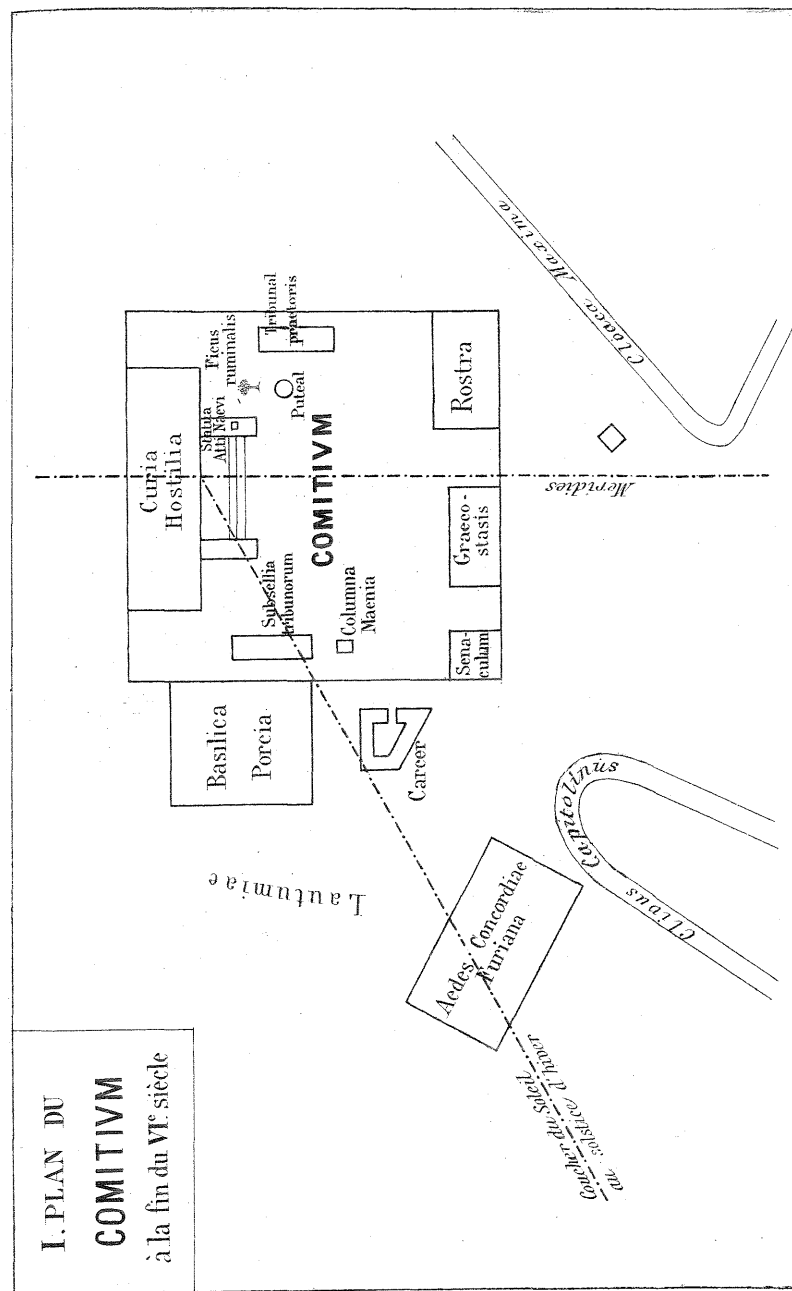 I. PLAN DU
COMITIVM
à la fin du VI.e siècle
Curia
Hostilia
Statua
Atti Naevi
Ficus
ruminalis
Tribunal
praetoris
Puteal
COMITIVM
Subsellia
tribunorum
Columna
Maenia
Basilica
Porcia
Carcer
Lautumiae
Sena-
culum
Graeco-
stasis
Rostra
Meridies
Cloaca Maxima
Aedes Concordiae
Furiana
Clivus Capitolinus
Coucher du Soleil
au solstice d'hiver